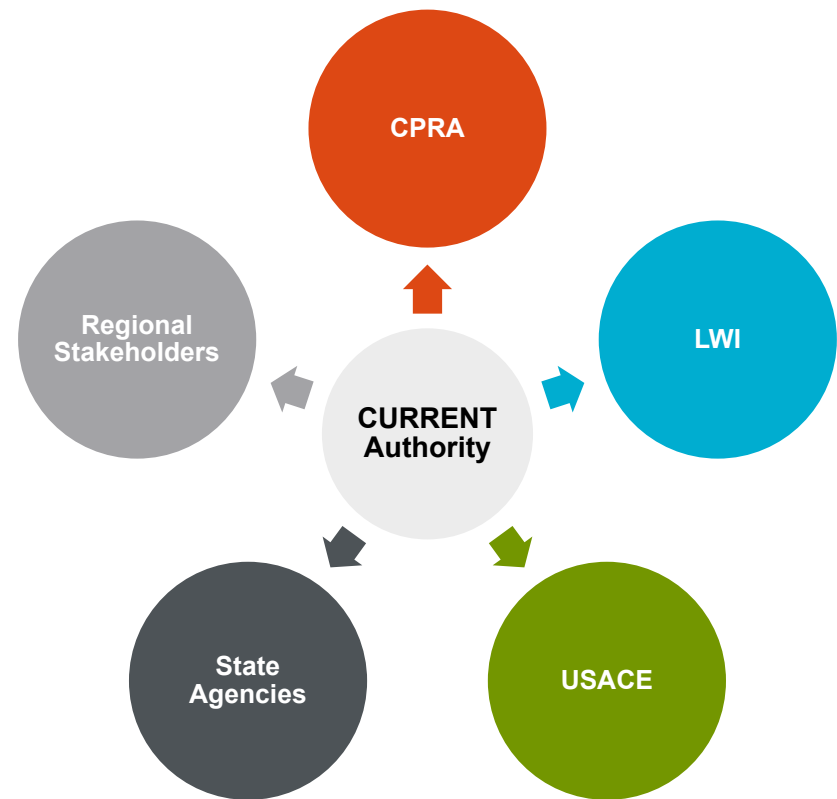 CPRA
Regional
Stakeholders
LWI
CURRENT
Authority
State
Agencies
USACE